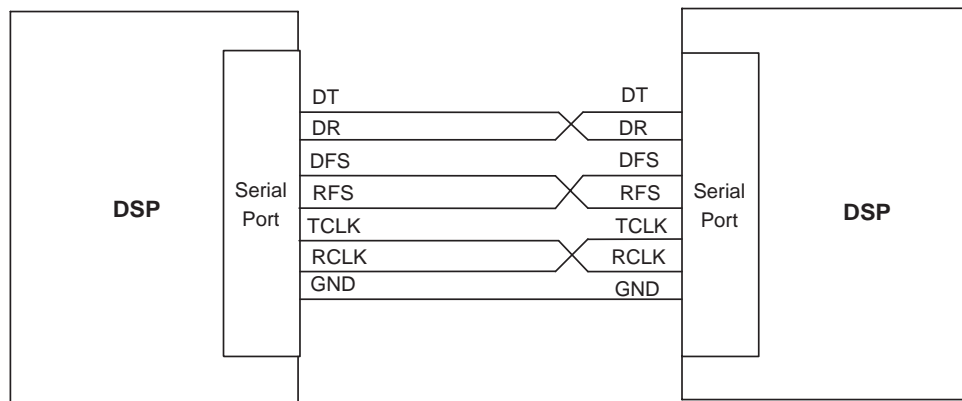 DT
DT
DR
DR
DFS
DFS
RFS
RFS
TCLK
TCLK
RCLK
RCLK
GND
GND
DSP
Serial
Port
Serial
Port
DSP